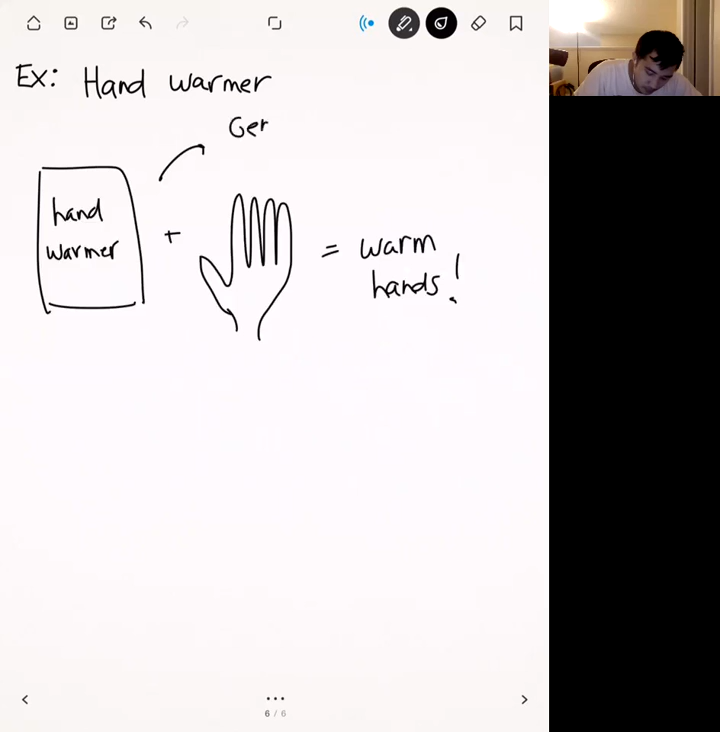 Ex: Hand warmer
Ger
hand
warmer
+
= warm
hands!
6 / 6